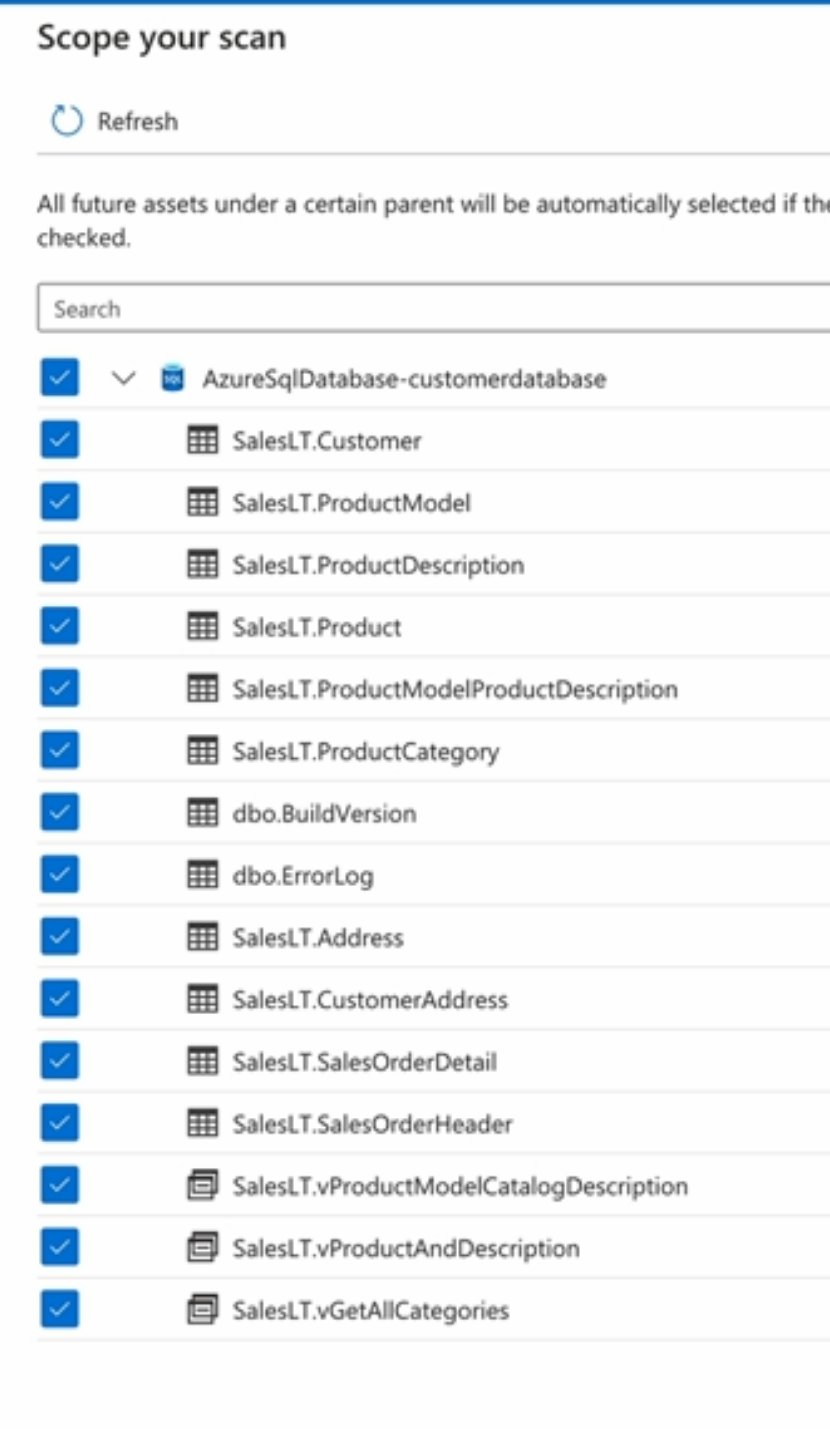 Scope your scan
Refresh
All future assets under a certain parent will be automatically selected if the
checked.
Search
SQL AzureSqlDatabase-customerdatabase
SalesLT.Customer
SalesLT.ProductModel
SalesLT.ProductDescription
SalesLT.Product
SalesLT.ProductModelProductDescription
SalesLT.ProductCategory
dbo.BuildVersion
dbo.ErrorLog
SalesLT.Address
SalesLT.CustomerAddress
SalesLT.SalesOrderDetail
SalesLT.SalesOrderHeader
SalesLT.vProductModelCatalogDescription
SalesLT.vProductAndDescription
SalesLT.vGetAllCategories